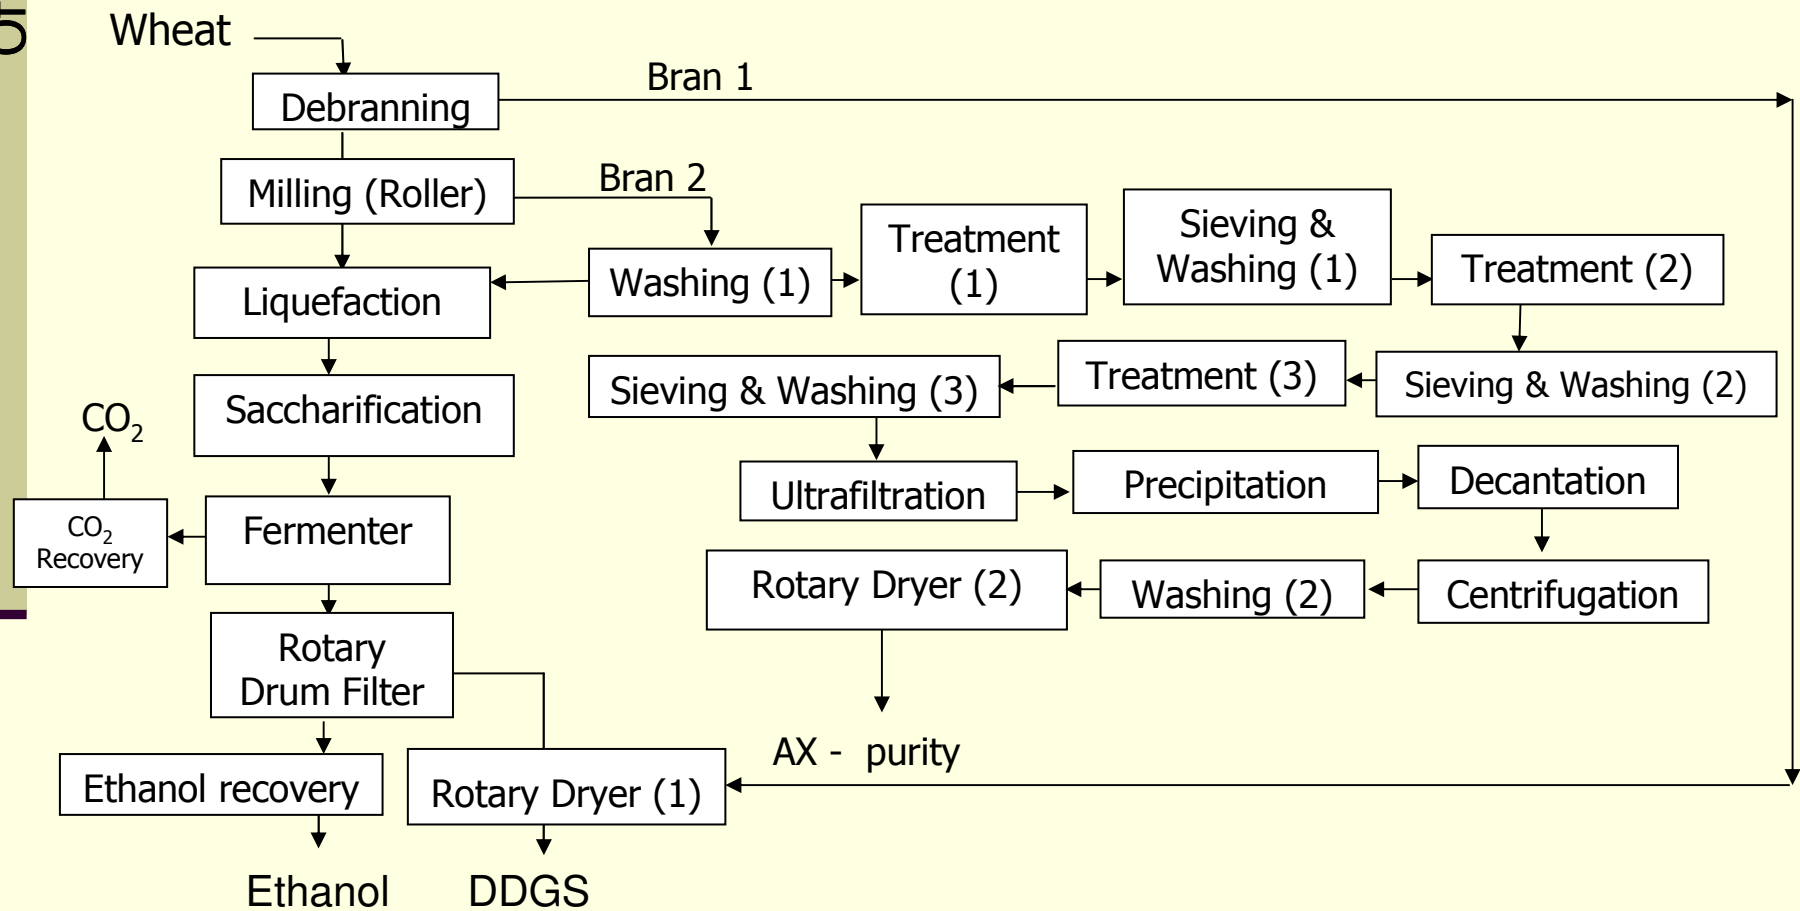 Wheat
Bran 1
Debranning
Bran 2
Milling (Roller)
Washing (1)
Treatment
(1)
Sieving &
Washing (1)
Treatment (2)
Liquefaction
Sieving & Washing (3)
Treatment (3)
Sieving & Washing (2)
Saccharification
CO2
Ultrafiltration
Precipitation
Decantation
CO2
Recovery
Fermenter
Rotary Dryer (2)
Washing (2)
Centrifugation
Rotary
Drum Filter
AX - purity
Ethanol recovery
Rotary Dryer (1)
Ethanol
DDGS